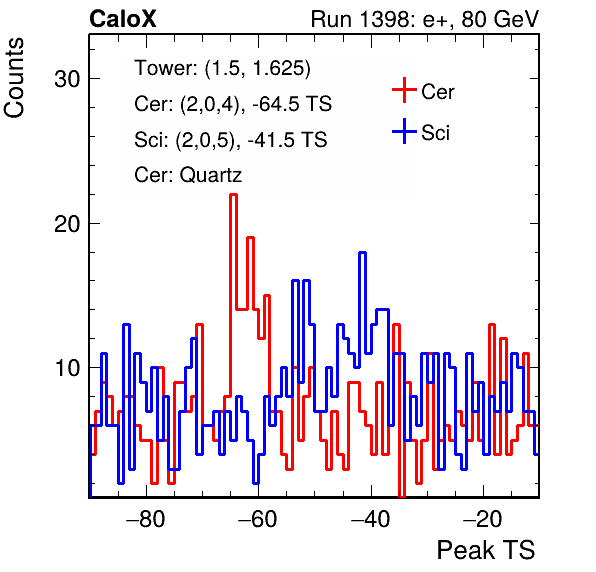 CaloX
Run 1398: e+, 80 GeV
Counts
Tower: (1.5, 1.625)
Cer: (2,0,4), -64.5 TS
Sci: (2,0,5), -41.5 TS
Cer: Quartz
Cer
Sci
30
20
10
−80
−60
−40
−20
Peak TS